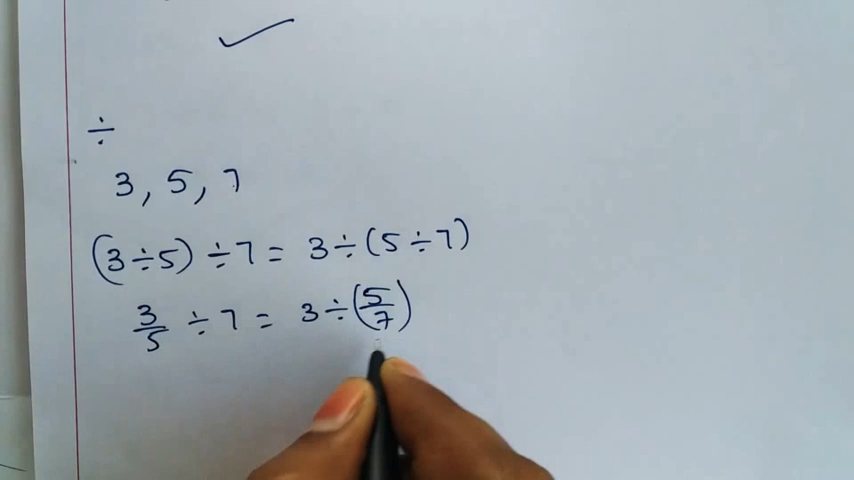 ÷
3, 5, 7
(3÷5) ÷7 = 3÷(5÷7)
3/5 ÷7 = 3÷(5/7)